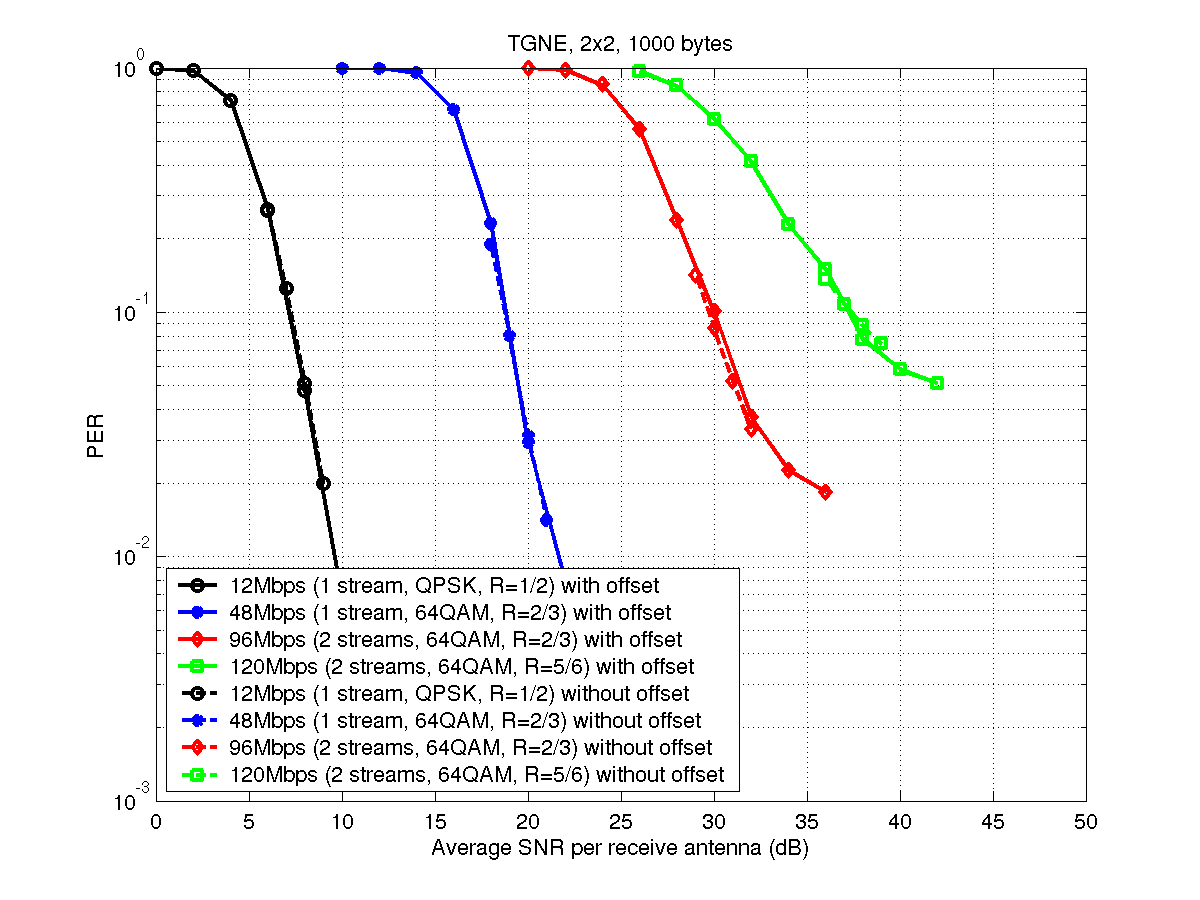 TGNE, 2x2, 1000 bytes
10^0
10^-1
10^-2
10^-3
PER
12Mbps (1 stream, QPSK, R=1/2) with offset
48Mbps (1 stream, 64QAM, R=2/3) with offset
96Mbps (2 streams, 64QAM, R=2/3) with offset
120Mbps (2 streams, 64QAM, R=5/6) with offset
12Mbps (1 stream, QPSK, R=1/2) without offset
48Mbps (1 stream, 64QAM, R=2/3) without offset
96Mbps (2 streams, 64QAM, R=2/3) without offset
120Mbps (2 streams, 64QAM, R=5/6) without offset
0 5 10 15 20 25 30 35 40 45 50
Average SNR per receive antenna (dB)